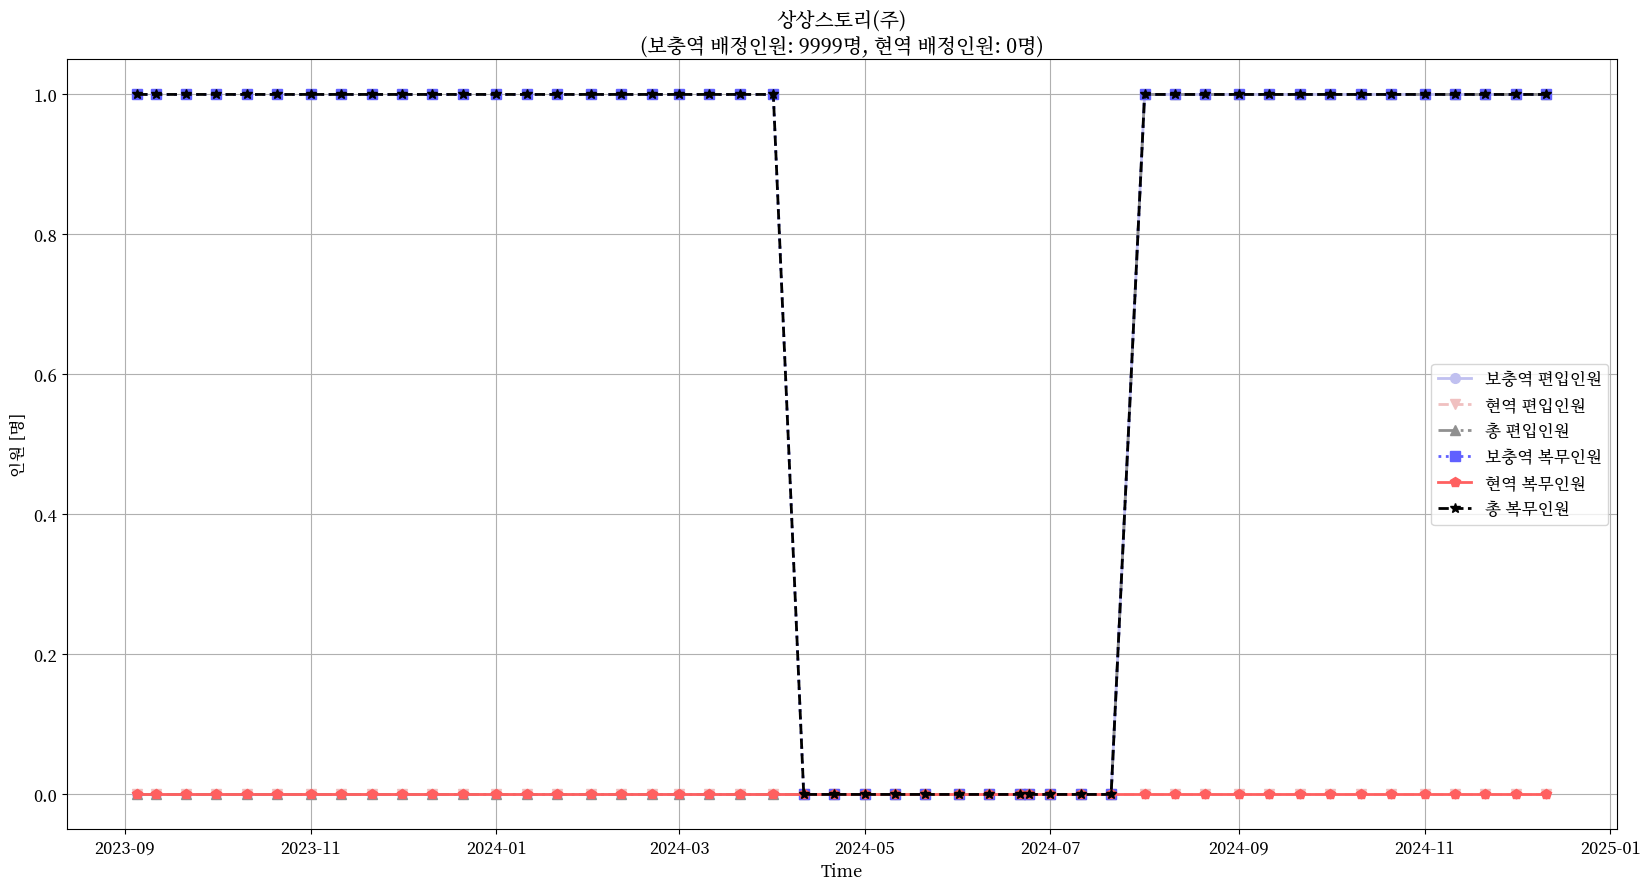 상상스토리(주)
(보충역 배정인원: 9999명, 현역 배정인원: 0명)
1.0
0.8
0.6
0.4
0.2
0.0
인원 [명]
보충역 편입인원
현역 편입인원
총 편입인원
보충역 복무인원
현역 복무인원
총 복무인원
2023-09
2023-11
2024-01
2024-03
2024-05
2024-07
2024-09
2024-11
2025-01
Time